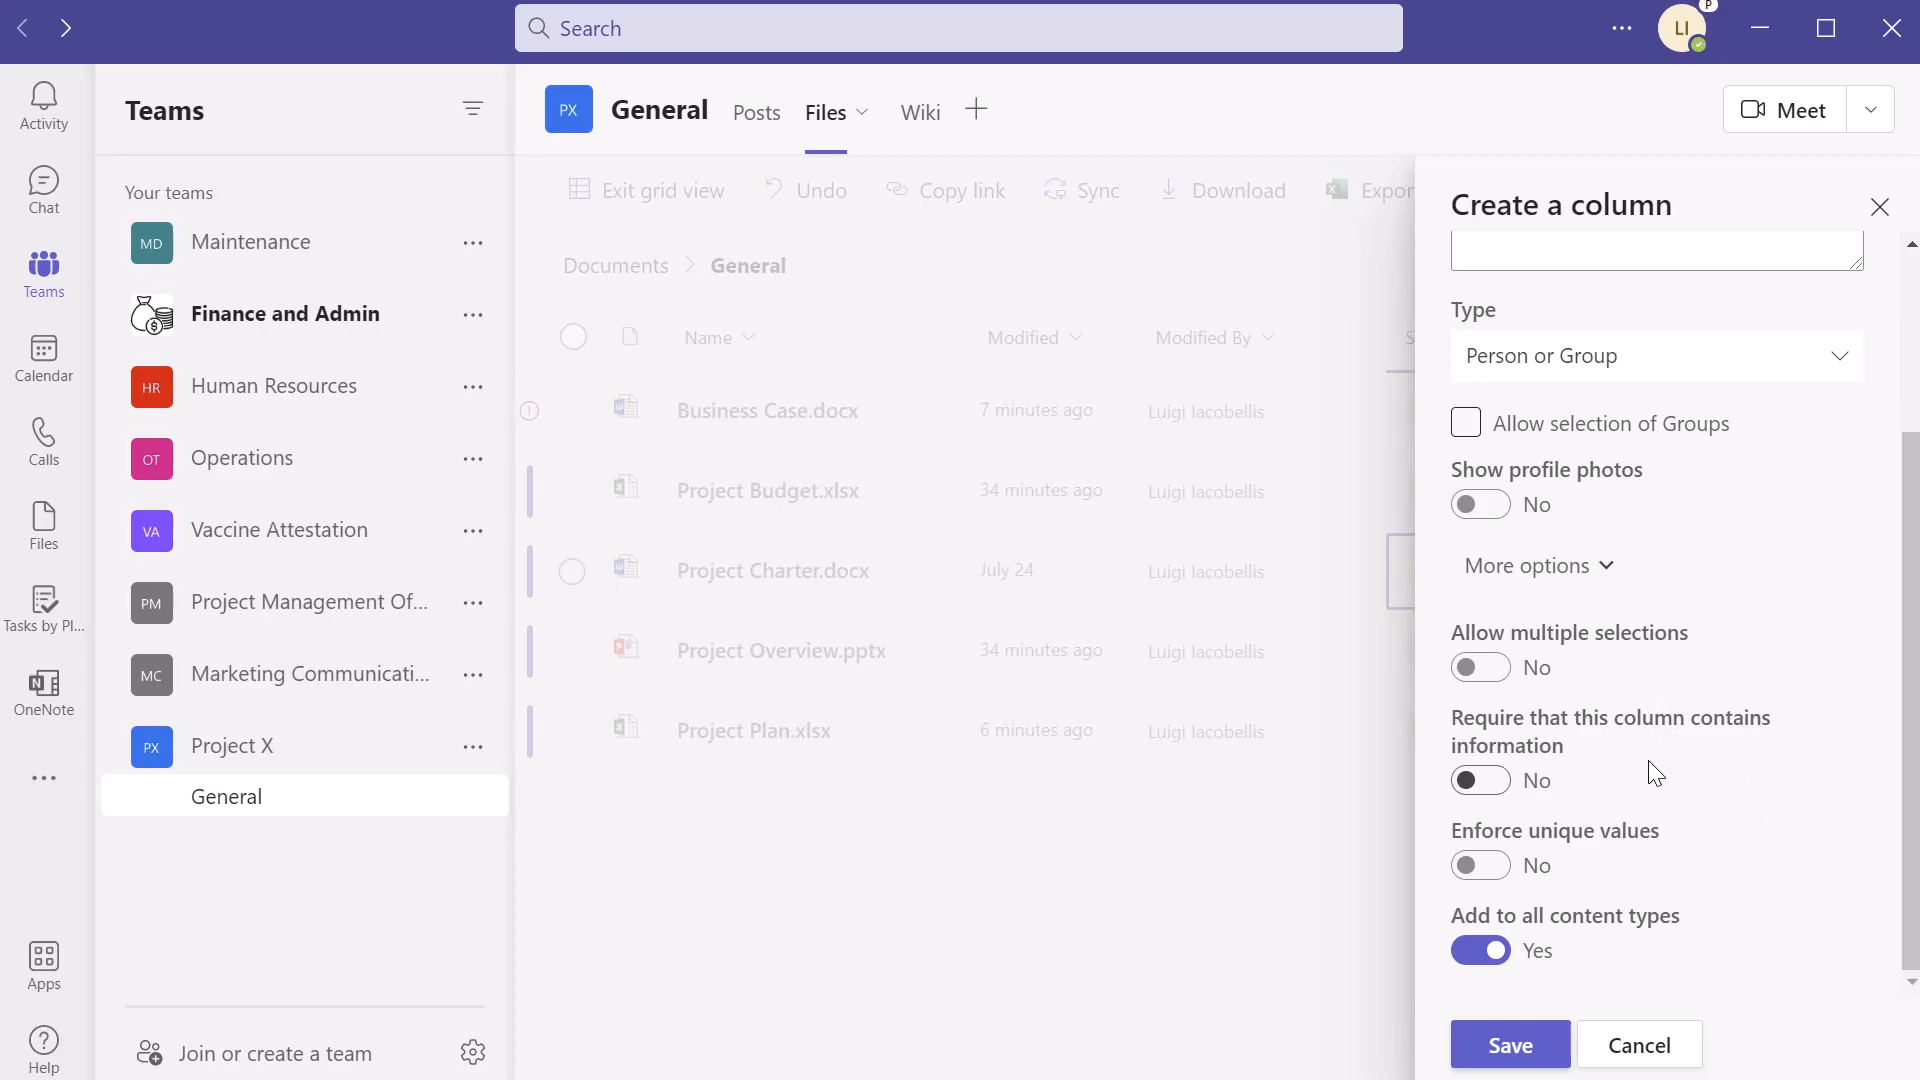 Search
LI
P
Activity
Chat
Teams
Calendar
Calls
Files
Tasks by Pl...
OneNote
Apps
Help
Teams
Your teams
MD Maintenance
Finance and Admin
HR Human Resources
OT Operations
VA Vaccine Attestation
PM Project Management Of...
MC Marketing Communicati...
PX Project X
General
Join or create a team
PX General Posts Files Wiki
Meet
Exit grid view Undo Copy link Sync Download Expor
Documents > General
Name Modified Modified By S
Business Case.docx 7 minutes ago Luigi Iacobellis
Project Budget.xlsx 34 minutes ago Luigi Iacobellis
Project Charter.docx July 24 Luigi Iacobellis
Project Overview.pptx 34 minutes ago Luigi Iacobellis
Project Plan.xlsx 6 minutes ago Luigi Iacobellis
Create a column
Type
Person or Group
Allow selection of Groups
Show profile photos
No
More options
Allow multiple selections
No
Require that this column contains
information
No
Enforce unique values
No
Add to all content types
Yes
Save Cancel